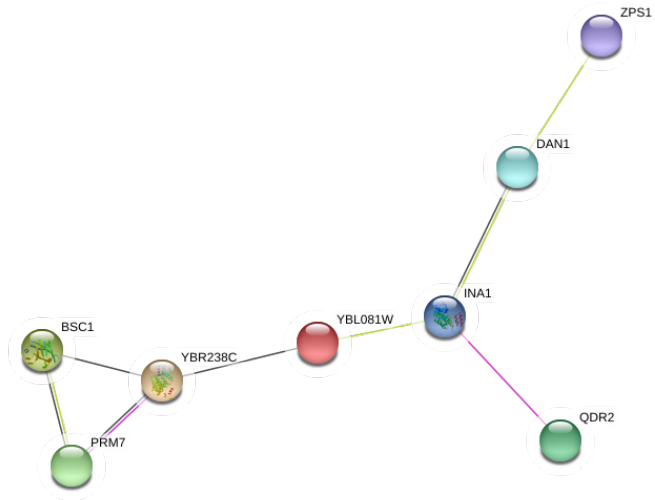 ZPS1
DAN1
INA1
YBL081W
BSC1
YBR238C
QDR2
PRM7